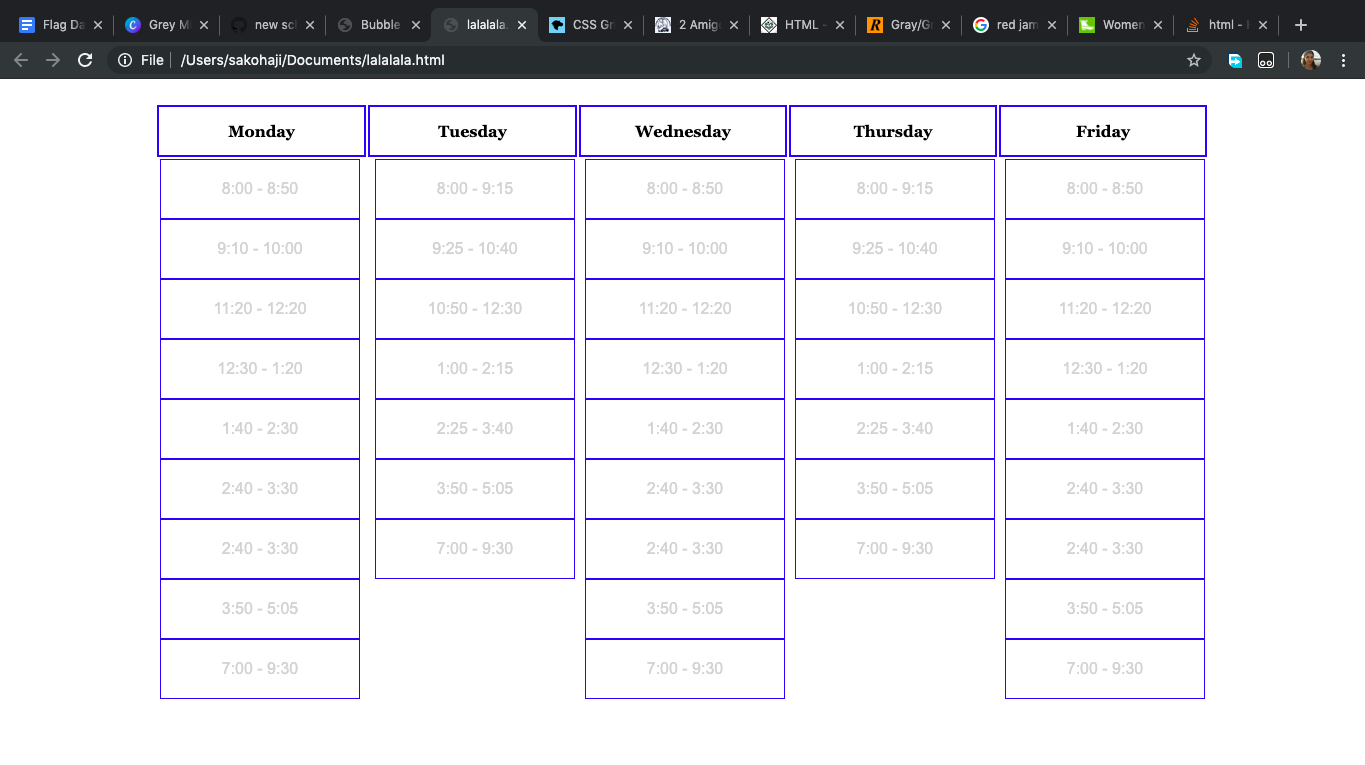 Flag Da
Grey M
new sc
Bubble
lalalala.
CSS Gr
2 Amig
HTML -
Gray/G
red jam
Women
html -
File /Users/sakohaji/Documents/lalalala.html
Monday Tuesday Wednesday Thursday Friday
8:00 - 8:50 8:00 - 9:15 8:00 - 8:50 8:00 - 9:15 8:00 - 8:50
9:10 - 10:00 9:25 - 10:40 9:10 - 10:00 9:25 - 10:40 9:10 - 10:00
11:20 - 12:20 10:50 - 12:30 11:20 - 12:20 10:50 - 12:30 11:20 - 12:20
12:30 - 1:20 1:00 - 2:15 12:30 - 1:20 1:00 - 2:15 12:30 - 1:20
1:40 - 2:30 2:25 - 3:40 1:40 - 2:30 2:25 - 3:40 1:40 - 2:30
2:40 - 3:30 3:50 - 5:05 2:40 - 3:30 3:50 - 5:05 2:40 - 3:30
2:40 - 3:30 7:00 - 9:30 2:40 - 3:30 7:00 - 9:30 2:40 - 3:30
3:50 - 5:05 3:50 - 5:05 3:50 - 5:05
7:00 - 9:30 7:00 - 9:30 7:00 - 9:30